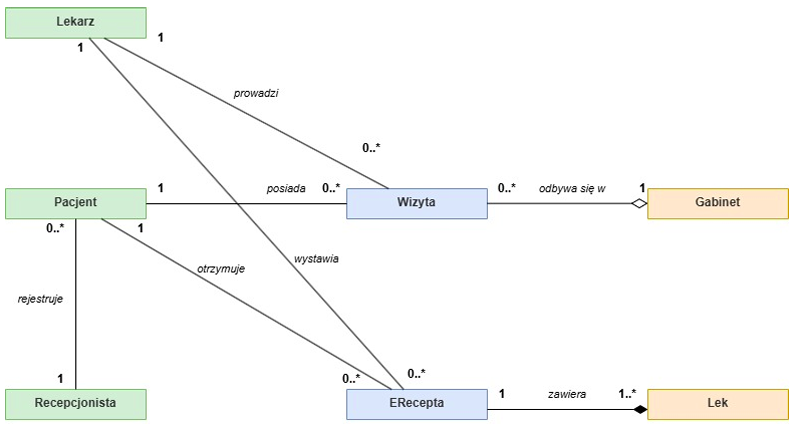 Lekarz
1
1
prowadzi
0..*
Pacjent
1
posiada
0..*
Wizyta
0..*
odbywa się w
1
Gabinet
0..*
1
otrzymuje
wystawia
rejestruje
1
0..*
0..*
Recepcjonista
ERecepta
1
zawiera
1..*
Lek